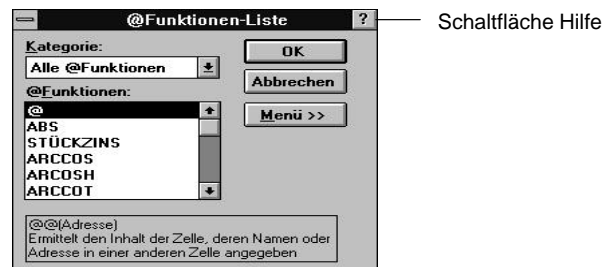 @Funktionen-Liste ?
Schaltfläche Hilfe
Kategorie:
Alle @Funktionen
@Funktionen:
@
ABS
STÜCKZINS
ARCCOS
ARCOSH
ARCCOT
OK
Abbrechen
Menü >>
@@(Adresse)
Ermittelt den Inhalt der Zelle, deren Namen oder
Adresse in einer anderen Zelle angegeben